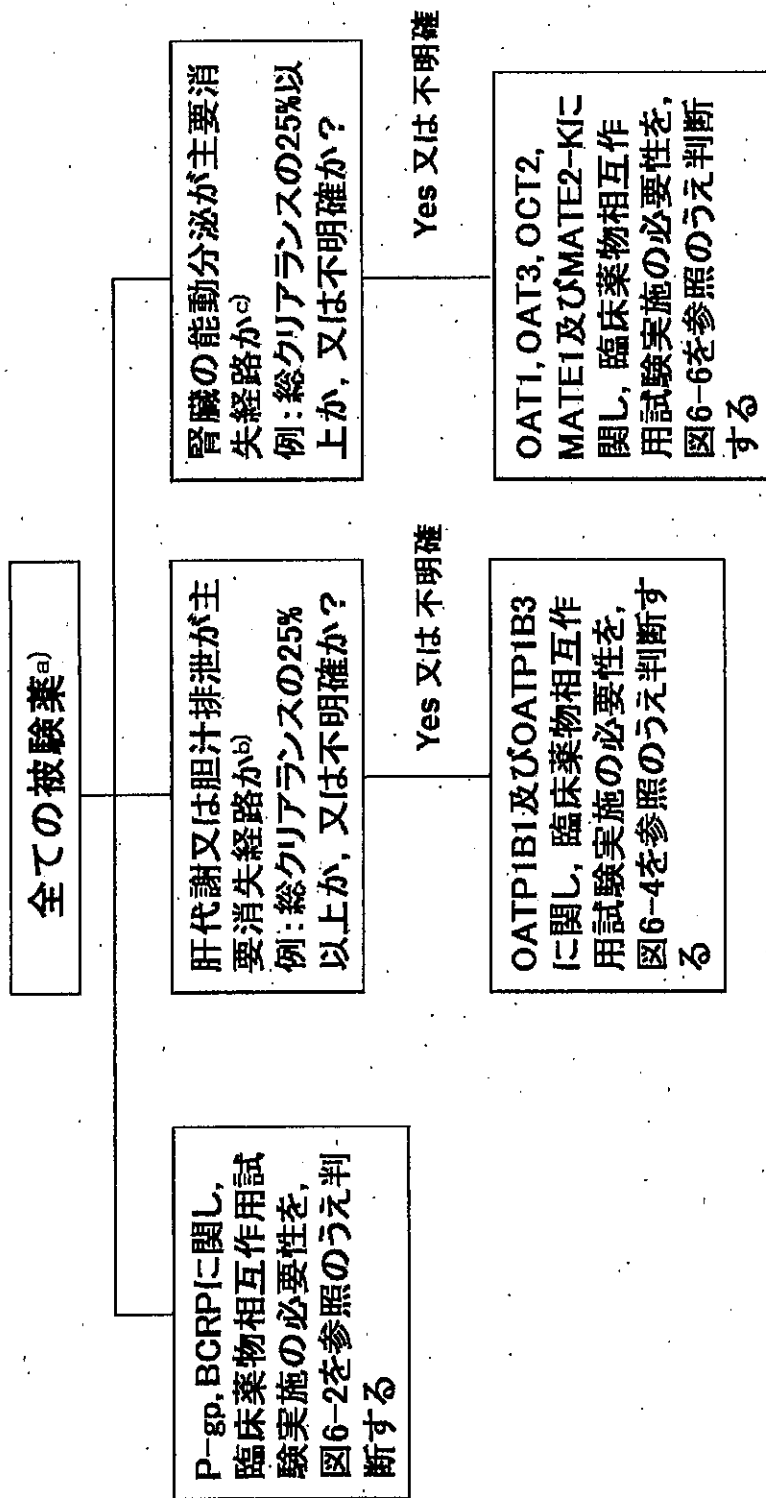 全ての被験薬a)
P-gp, BCRPに関し,
臨床薬物相互作用試
験実施の必要性を,
図6-2を参照のうえ判
断する
肝代謝又は胆汁排泄が主
要消失経路かb)
例:総クリアランスの25%
以上か, 又は不明確か?
Yes 又は不明確
OATP1B1及びOATP1B3
に関し, 臨床薬物相互作
用試験実施の必要性を,
図6-4を参照のうえ判断す
る
腎臓の能動分泌が主要消
失経路かc)
例:総クリアランスの25%以
上か, 又は不明確か?
Yes 又は不明確
OAT1, OAT3, OCT2,
MATE1及びMATE2-Kに
関し, 臨床薬物相互作
用試験実施の必要性を,
図6-6を参照のうえ判断
する